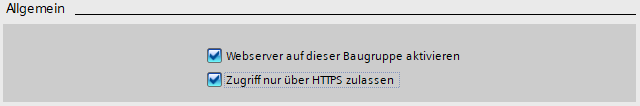 Allgemein
Webserver auf dieser Baugruppe aktivieren
Zugriff nur über HTTPS zulassen